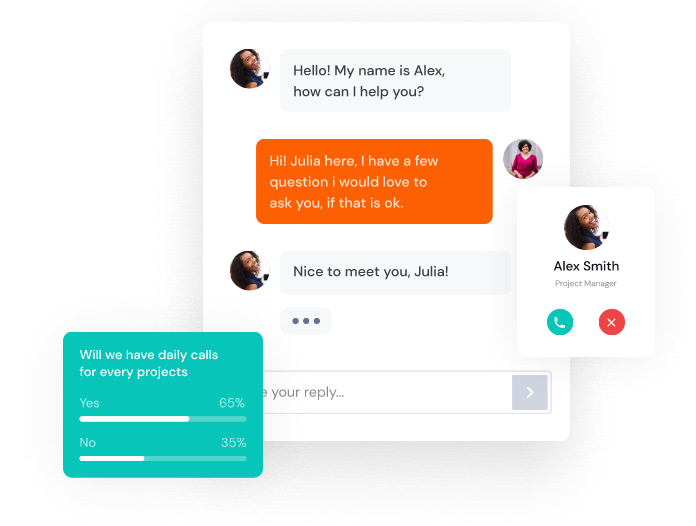 Hello! My name is Alex,
how can I help you?
Hi! Julia here, I have a few
question i would love to
ask you, if that is ok.
Nice to meet you, Julia!
Alex Smith
Project Manager
Will we have daily calls
for every projects
Yes 65%
No 35%
your reply...